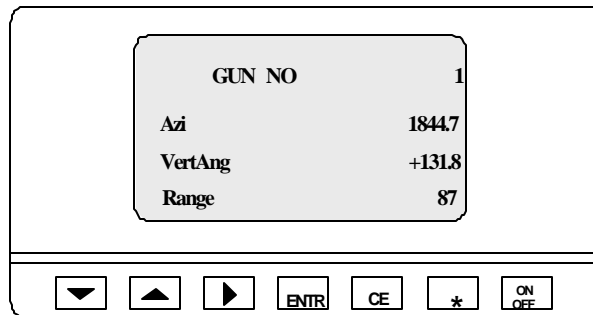 GUN NO 1
Azi 1844.7
VertAng +131.8
Range 87
ENTR CE * ON
OFF